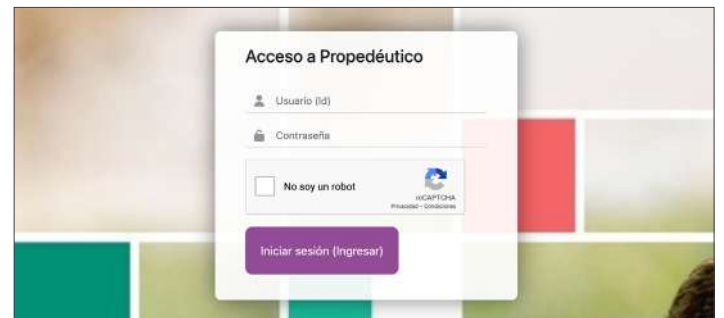 Acceso a Propedéutico
Usuario (Id)
Contraseña
No soy un robot
reCAPTCHA
Privacidad - Condiciones
Iniciar sesión (Ingresar)